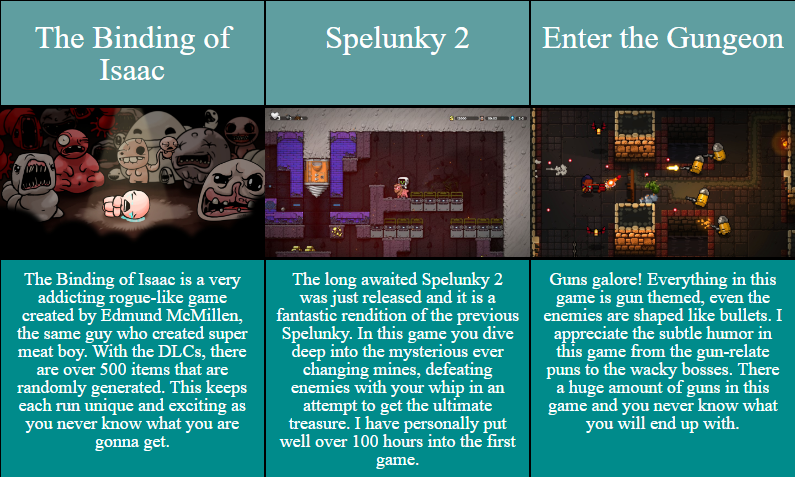 The Binding of
Isaac
Spelunky 2
Enter the Gungeon
The Binding of Isaac is a very
addicting rogue-like game
created by Edmund McMillen,
the same guy who created super
meat boy. With the DLCs, there
are over 500 items that are
randomly generated. This keeps
each run unique and exciting as
you never know what you are
gonna get.
The long awaited Spelunky 2
was just released and it is a
fantastic rendition of the previous
Spelunky. In this game you dive
deep into the mysterious ever
changing mines, defeating
enemies with your whip in an
attempt to get the ultimate
treasure. I have personally put
well over 100 hours into the first
game.
Guns galore! Everything in this
game is gun themed, even the
enemies are shaped like bullets. I
appreciate the subtle humor in
this game from the gun-relate
puns to the wacky bosses. There
a huge amount of guns in this
game and you never know what
you will end up with.